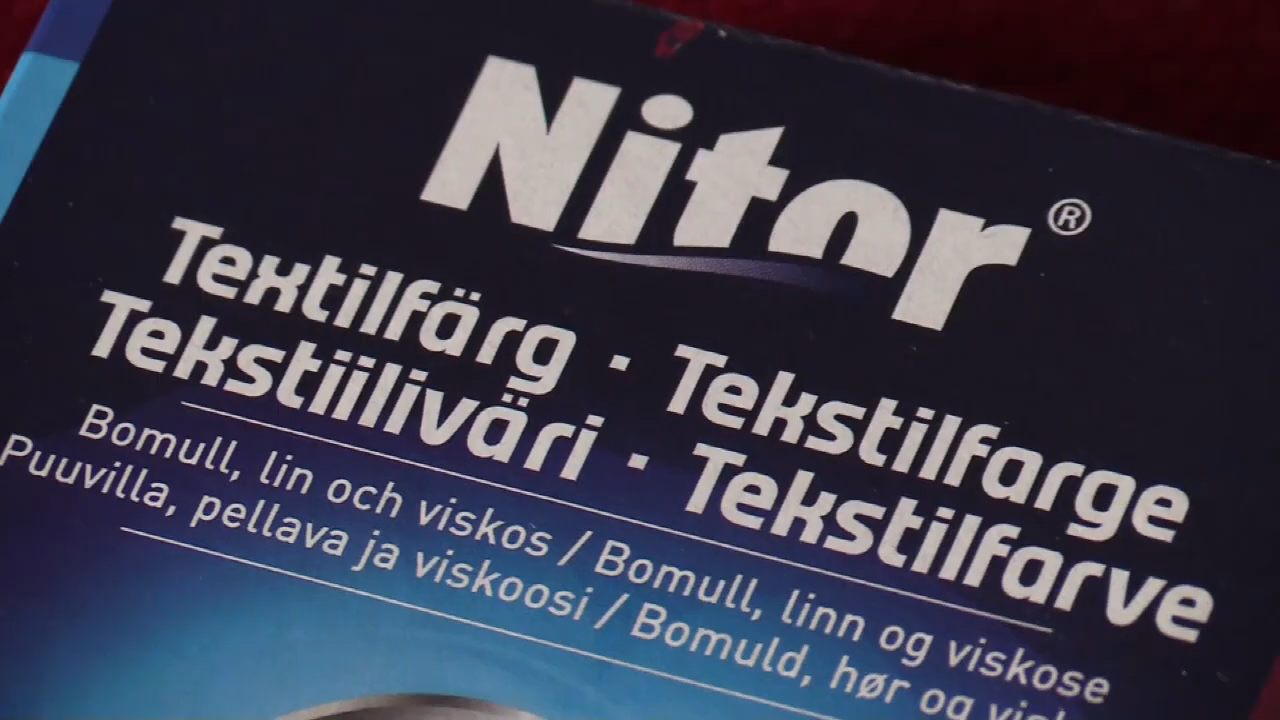 Nitor®
Textilfärg · Tekstilfarge
Tekstiiliväri · Tekstilfarve
Bomull, lin och viskos / Bomull, linn og viskose
Puuvilla, pellava ja viskoosi / Bomuld, hør og